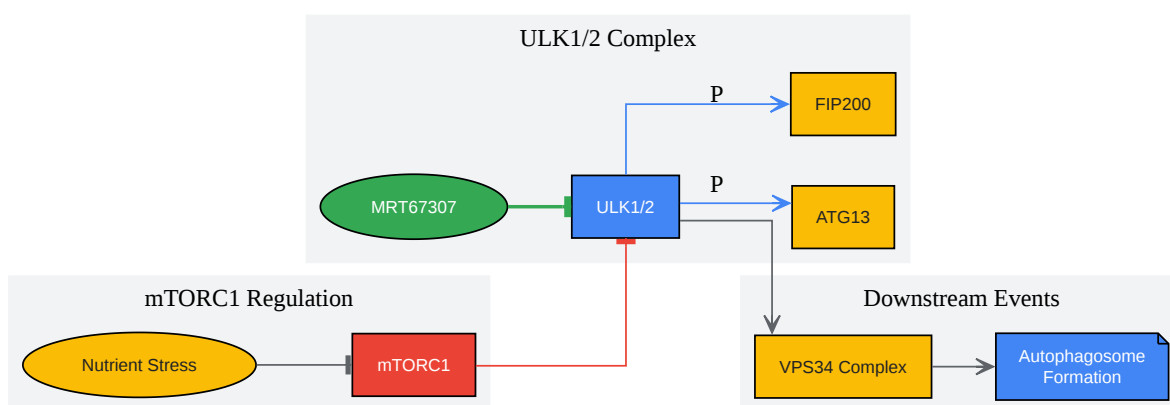 ULK1/2 Complex
P
FIP200
MRT67307
ULK1/2
P
ATG13
mTORC1 Regulation
Nutrient Stress
mTORC1
Downstream Events
VPS34 Complex
Autophagosome
Formation